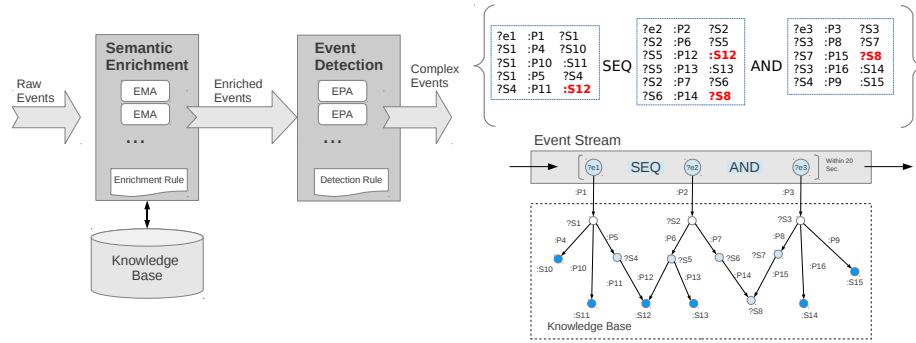 Semantic
Enrichment
Event
Detection
Raw
Events
Enriched
Events
Complex
Events
EMA
EMA
...
EPA
EPA
...
Enrichment Rule
Detection Rule
Knowledge
Base
?e1 :P1 ?S1
?S1 :P4 ?S10
?S1 :P10 :S11
?S1 :P5 ?S4
?S4 :P11 :S12
SEQ
?e2 :P2 ?S2
?S2 :P6 ?S5
?S5 :P12 :S12
?S5 :P13 :S13
?S2 :P7 ?S6
?S6 :P14 ?S8
AND
?e3 :P3 ?S3
?S3 :P8 ?S7
?S7 :P15 ?S8
?S3 :P16 :S14
?S4 :P9 :S15
Event Stream
?e1 SEQ ?e2 AND ?e3
Within 20
Sec.
:P1 :P2 :P3
?S1 ?S2 ?S3
:P4 :P5 :P6 :P7 :P8 :P9
:S10 :P10 ?S4 ?S5 ?S6 ?S7 :P16 :S15
:P11 :P12 :P13 :P14 :P15
:S11 :S12 :S13 ?S8 :S14
Knowledge Base